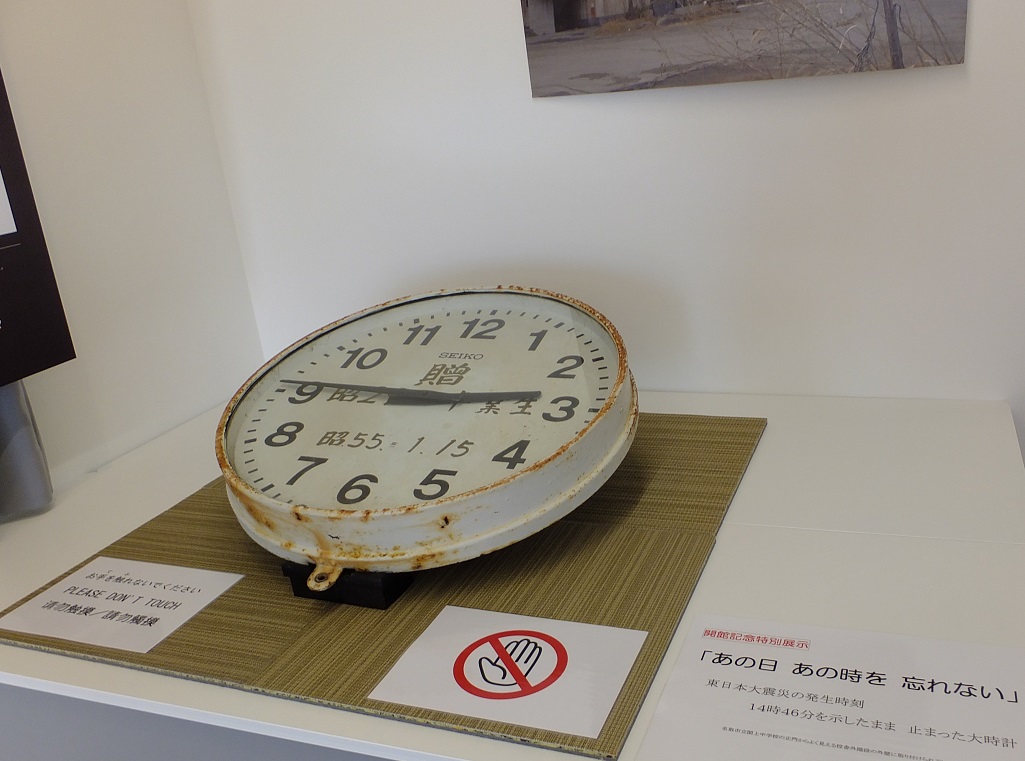 12
11
1
10
2
SEIKO
贈
9
3
昭
業生
8
昭55. 1. 15
4
7
5
6
お手を触れないでください
PLEASE DON'T TOUCH
请勿触摸／請勿觸摸
開館記念特別展示
「あの日 あの時を 忘れない」
東日本大震災の発生時刻
14時46分を示したまま 止まった大時計